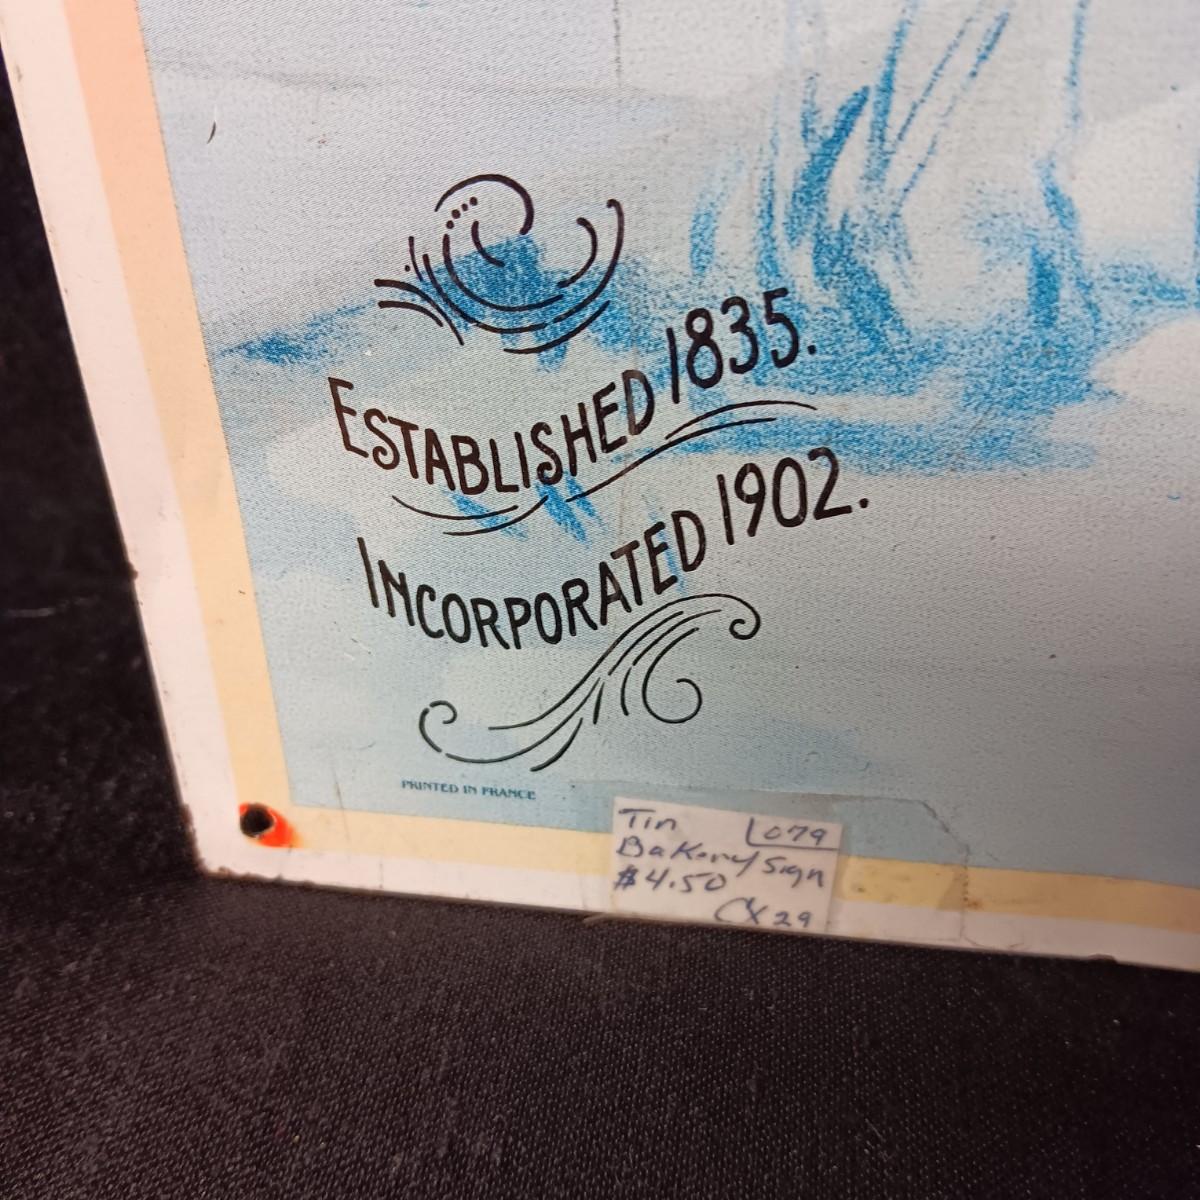 ESTABLISHED 1835.
INCORPORATED 1902.
PRINTED IN FRANCE
Tin L079
Bakery Sign
$4.50
CX29